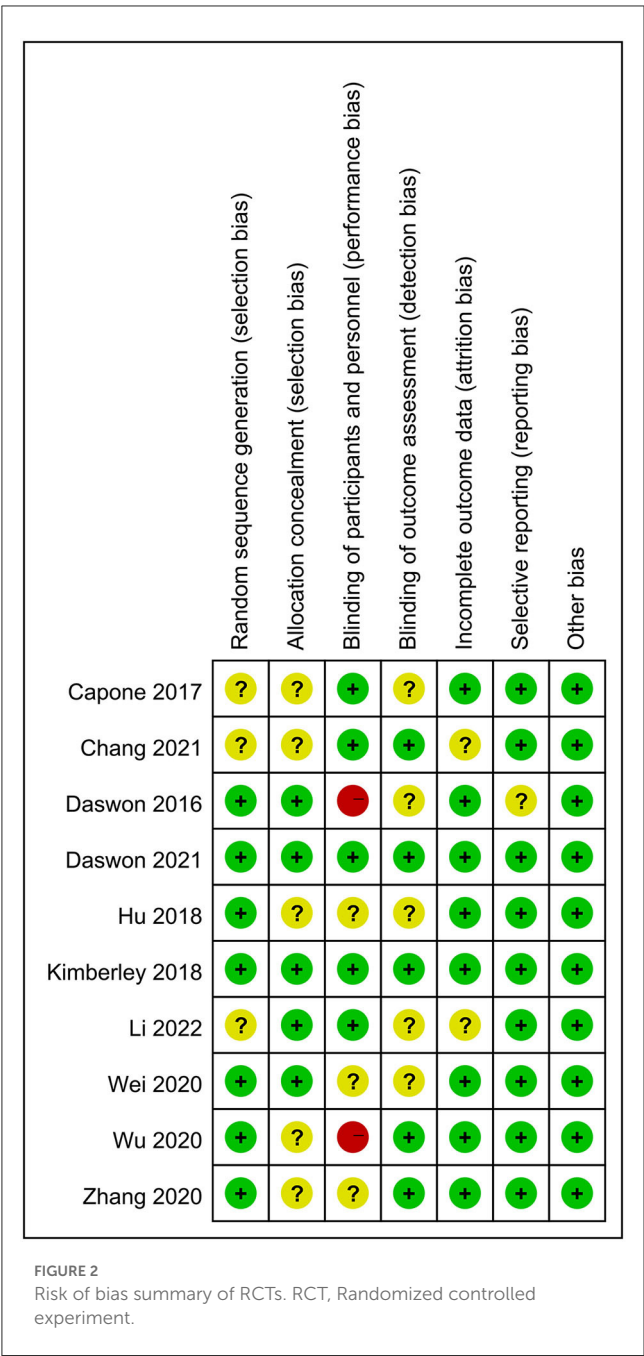 Random sequence generation (selection bias)
Allocation concealment (selection bias)
Blinding of participants and personnel (performance bias)
Blinding of outcome assessment (detection bias)
Incomplete outcome data (attrition bias)
Selective reporting (reporting bias)
Other bias
Capone 2017 ? ? + ? + + +
Chang 2021 ? ? + + ? + +
Daswon 2016 + + − ? + ? +
Daswon 2021 + + + + + + +
Hu 2018 + ? ? ? + + +
Kimberley 2018 + + + + + + +
Li 2022 ? + + ? ? + +
Wei 2020 + + ? ? + + +
Wu 2020 + ? − + + + +
Zhang 2020 + ? ? + + + +
FIGURE 2
Risk of bias summary of RCTs. RCT, Randomized controlled
experiment.